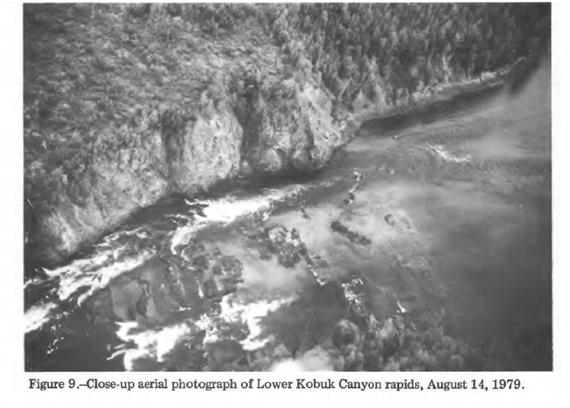 Figure 9.--Close-up aerial photograph of Lower Kobuk Canyon rapids, August 14, 1979.